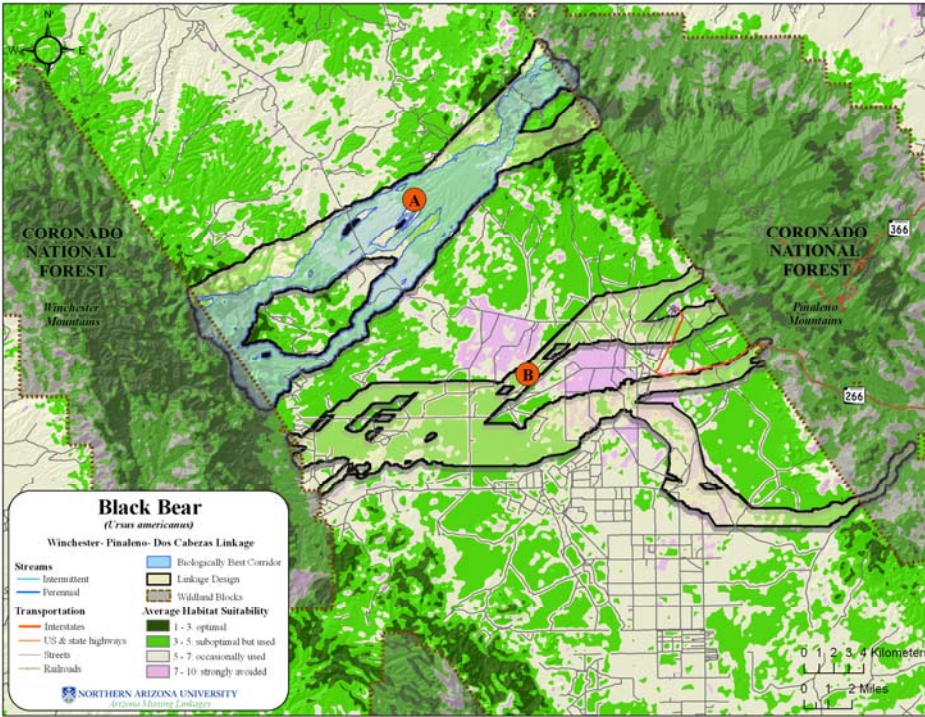 N
W
E
S
A
CORONADO
NATIONAL
FOREST
Winchester
Mountains
CORONADO
NATIONAL
FOREST
Pinaleno
Mountains
366
B
266
Black Bear
(Ursus americanus)
Winchester- Pinaleno- Dos Cabezas Linkage
Streams
Intermittent
Perennial
Transportation
Interstates
US & state highways
Streets
Railroads
Biologically Best Corridor
Linkage Design
Wildland Blocks
Average Habitat Suitability
1 - 3: optimal
3 - 5: suboptimal but used
5 - 7: occasionally used
7 - 10: strongly avoided
NORTHERN ARIZONA UNIVERSITY
Arizona Missing Linkages
0 1 2 3 4 Kilometers
0 1 2 Miles